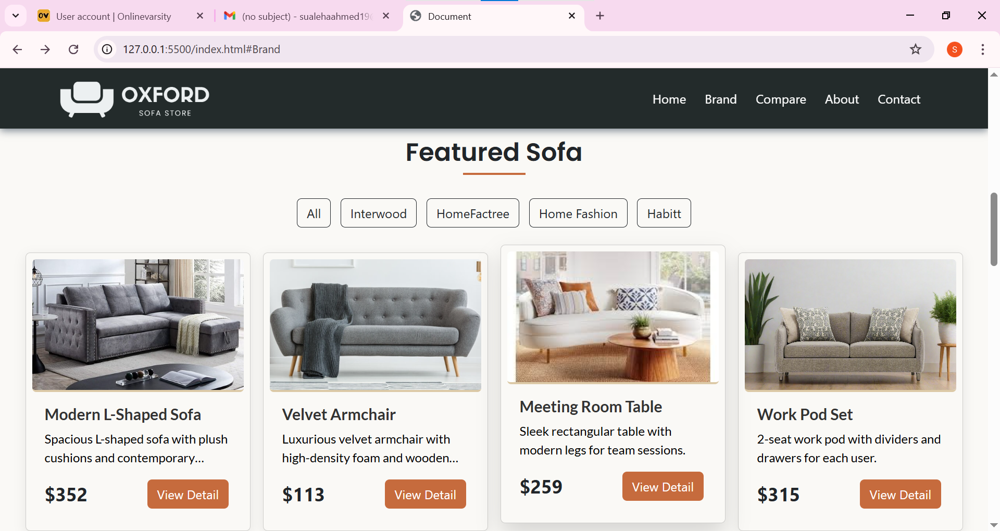 User account | Onlinevarsity
(no subject) - sualehaahmed19
Document
127.0.0.1:5500/index.html#Brand
S
OXFORD
SOFA STORE
Home Brand Compare About Contact
Featured Sofa
All Interwood HomeFactree Home Fashion Habitt
Modern L-Shaped Sofa
Spacious L-shaped sofa with plush
cushions and contemporary...
$352 View Detail
Velvet Armchair
Luxurious velvet armchair with
high-density foam and wooden...
$113 View Detail
Meeting Room Table
Sleek rectangular table with
modern legs for team sessions.
$259 View Detail
Work Pod Set
2-seat work pod with dividers and
drawers for each user.
$315 View Detail